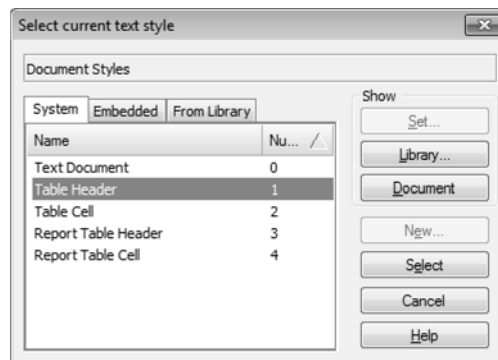 Select current text style
Document Styles
System Embedded From Library
Name Nu...
Text Document 0
Table Header 1
Table Cell 2
Report Table Header 3
Report Table Cell 4
Show
Set...
Library...
Document
New...
Select
Cancel
Help